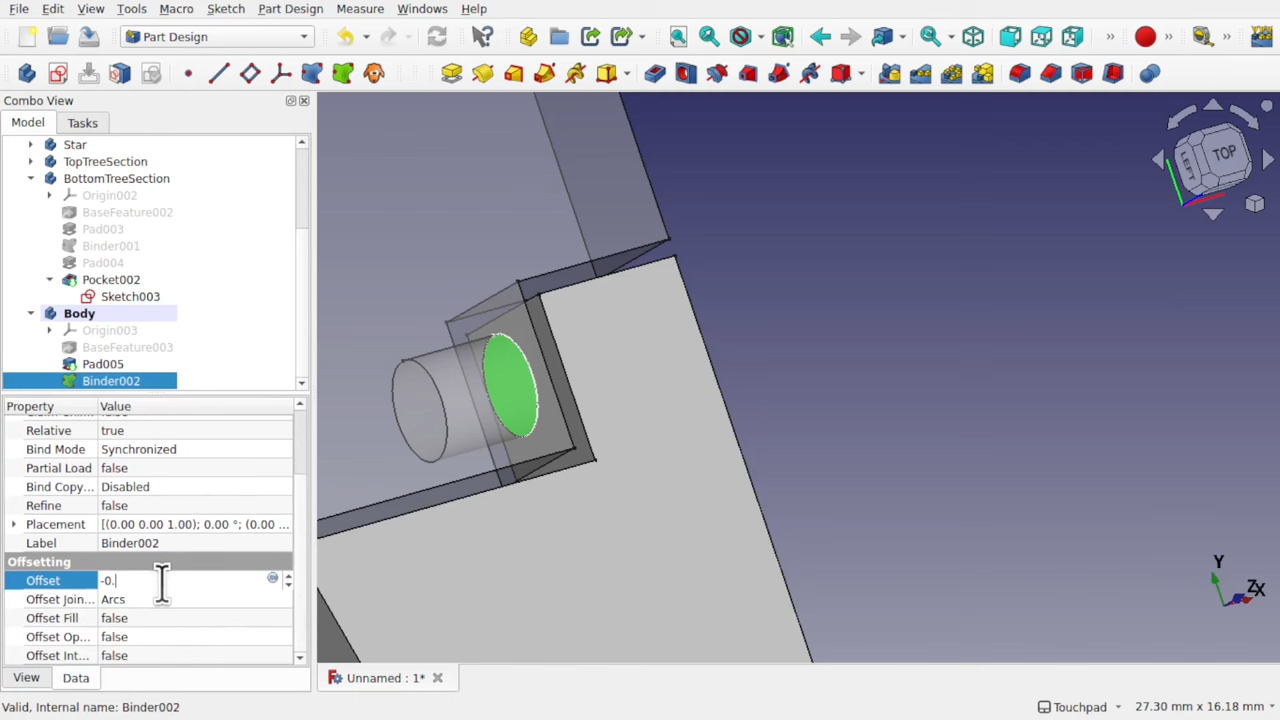 File Edit View Tools Macro Sketch Part Design Measure Windows Help
Part Design
Combo View
Model Tasks
Star
TopTreeSection
BottomTreeSection
Origin002
BaseFeature002
Pad003
Binder001
Pad004
Pocket002
Sketch003
Body
Origin003
BaseFeature003
Pad005
Binder002
Property Value
Relative true
Bind Mode Synchronized
Partial Load false
Bind Copy... Disabled
Refine false
Placement [(0.00 0.00 1.00); 0.00 °; (0.00 ...
Label Binder002
Offsetting
Offset -0.
Offset Join... Arcs
Offset Fill false
Offset Op... false
Offset Int... false
View Data
Unnamed : 1*
TOP
LEFT
Y
Z X
Valid, Internal name: Binder002
Touchpad 27.30 mm x 16.18 mm